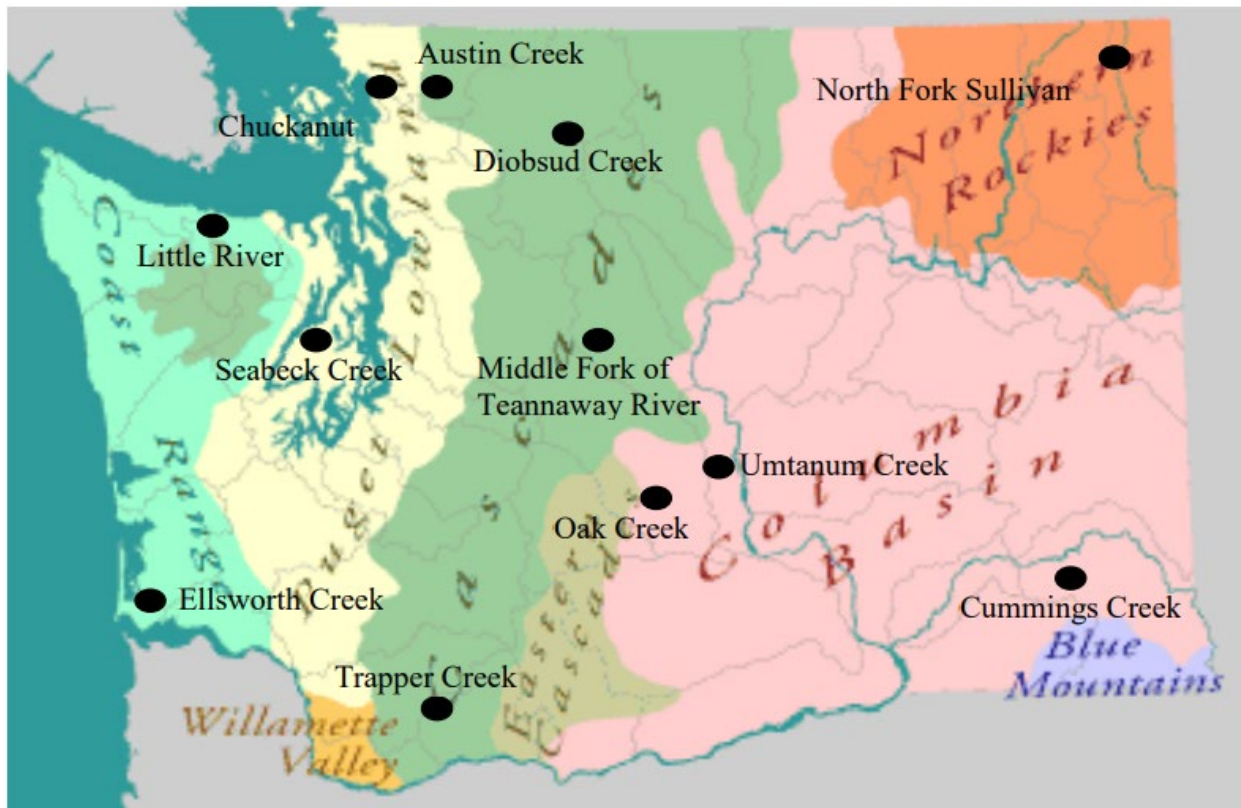 Austin Creek
Chuckanut
Diobsud Creek
North Fork Sullivan
Northern
Rockies
Coast
Range
Little River
Puget Lowland
Cascades
Seabeck Creek
Middle Fork of
Teannaway River
Umtanum Creek
Oak Creek
Columbia
Basin
Eastern
Cascades
Ellsworth Creek
Cummings Creek
Blue
Mountains
Trapper Creek
Willamette
Valley